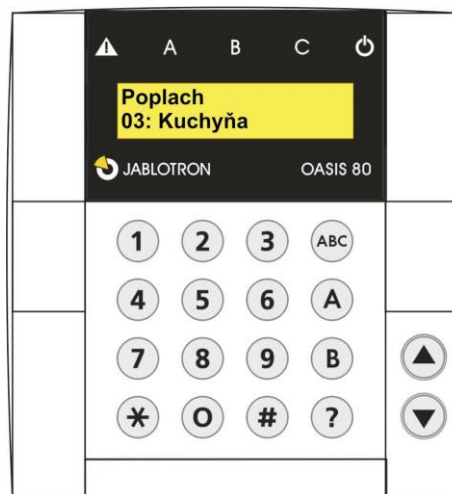 A B C
Poplach
03: Kuchyňa
JABLOTRON OASIS 80
1 2 3 ABC
4 5 6 A
7 8 9 B
* O # ?